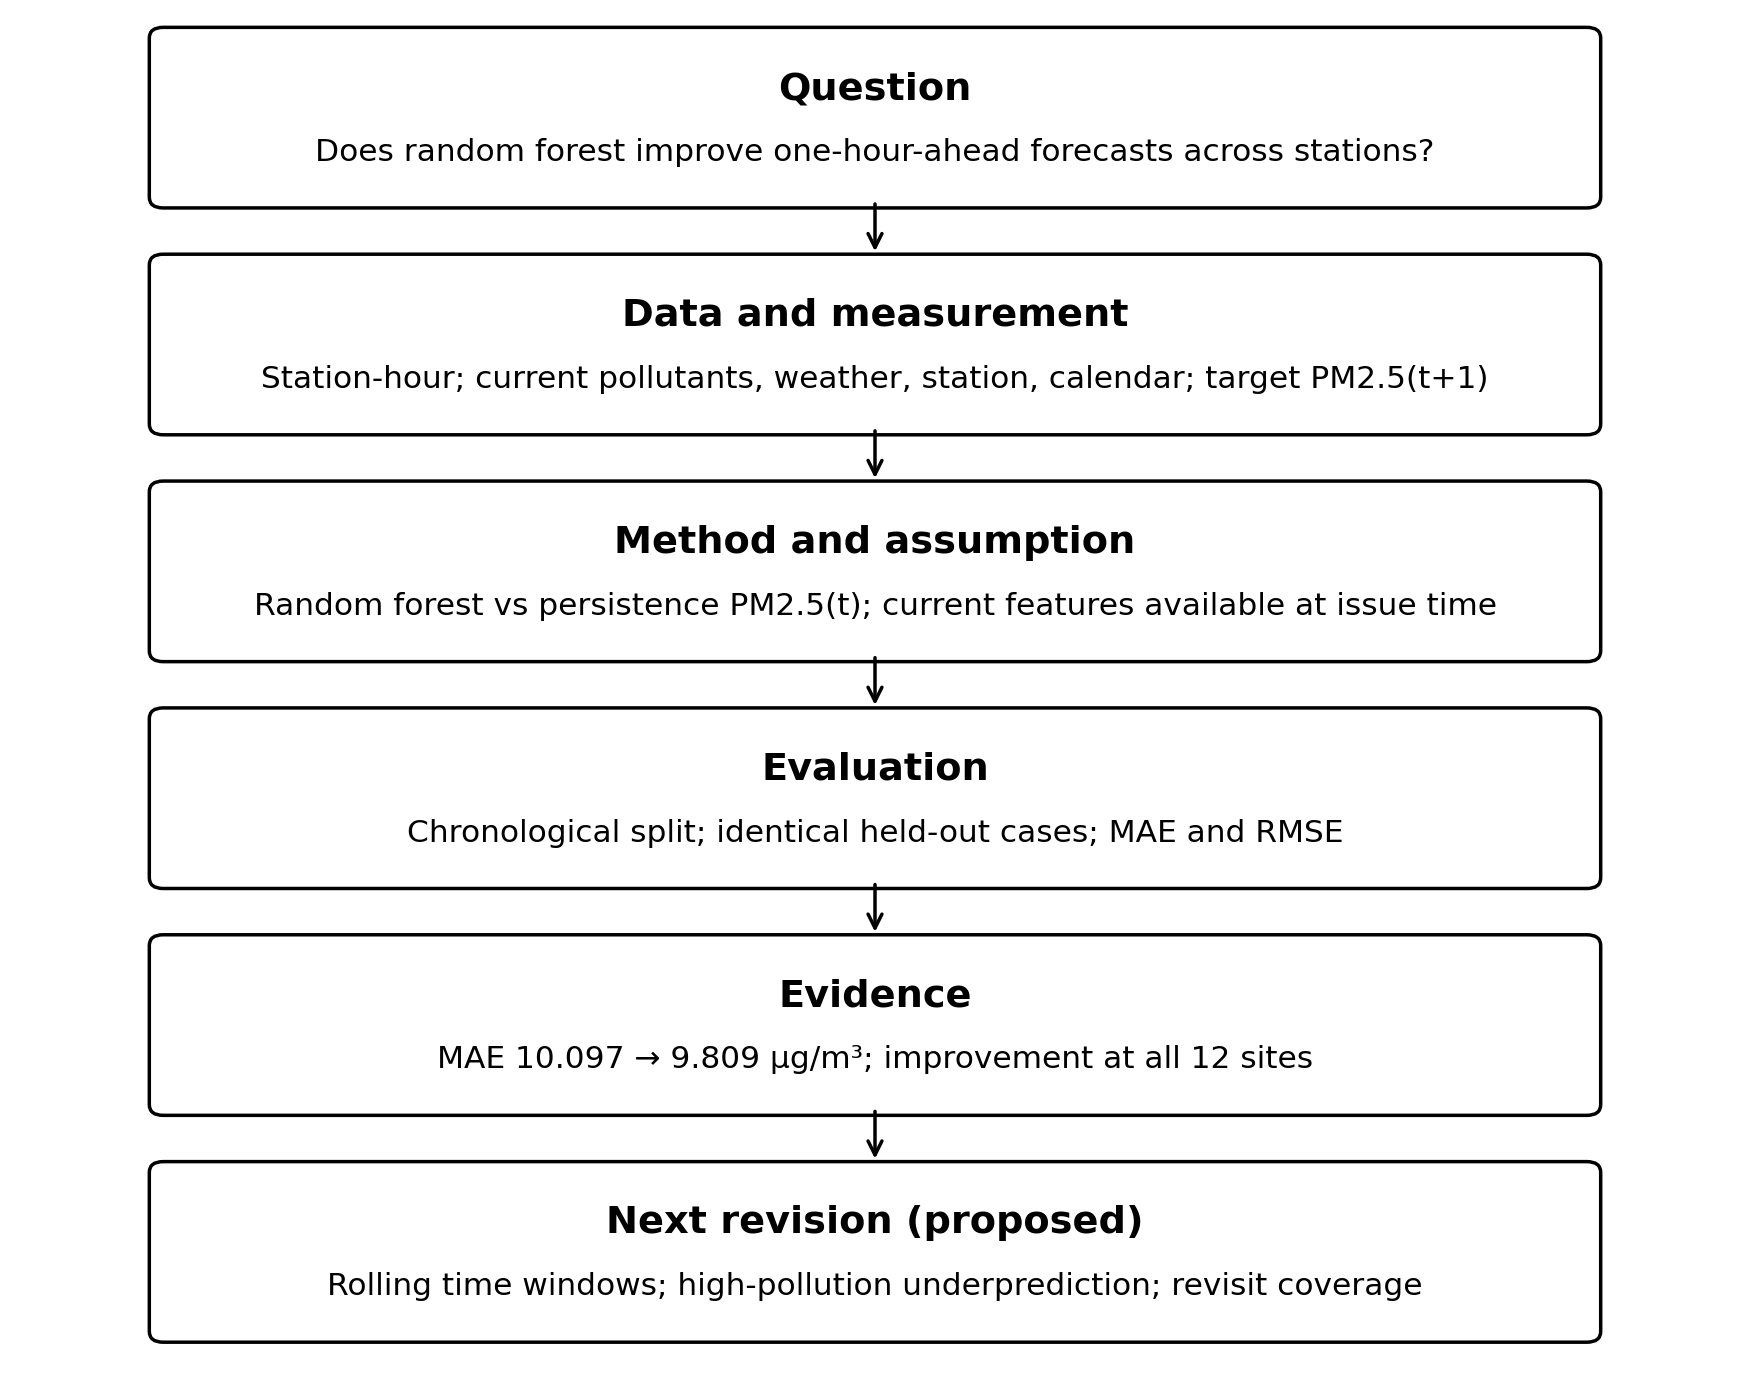 Question
Does random forest improve one-hour-ahead forecasts across stations?
Data and measurement
Station-hour; current pollutants, weather, station, calendar; target PM2.5(t+1)
Method and assumption
Random forest vs persistence PM2.5(t); current features available at issue time
Evaluation
Chronological split; identical held-out cases; MAE and RMSE
Evidence
MAE 10.097 → 9.809 µg/m³; improvement at all 12 sites
Next revision (proposed)
Rolling time windows; high-pollution underprediction; revisit coverage